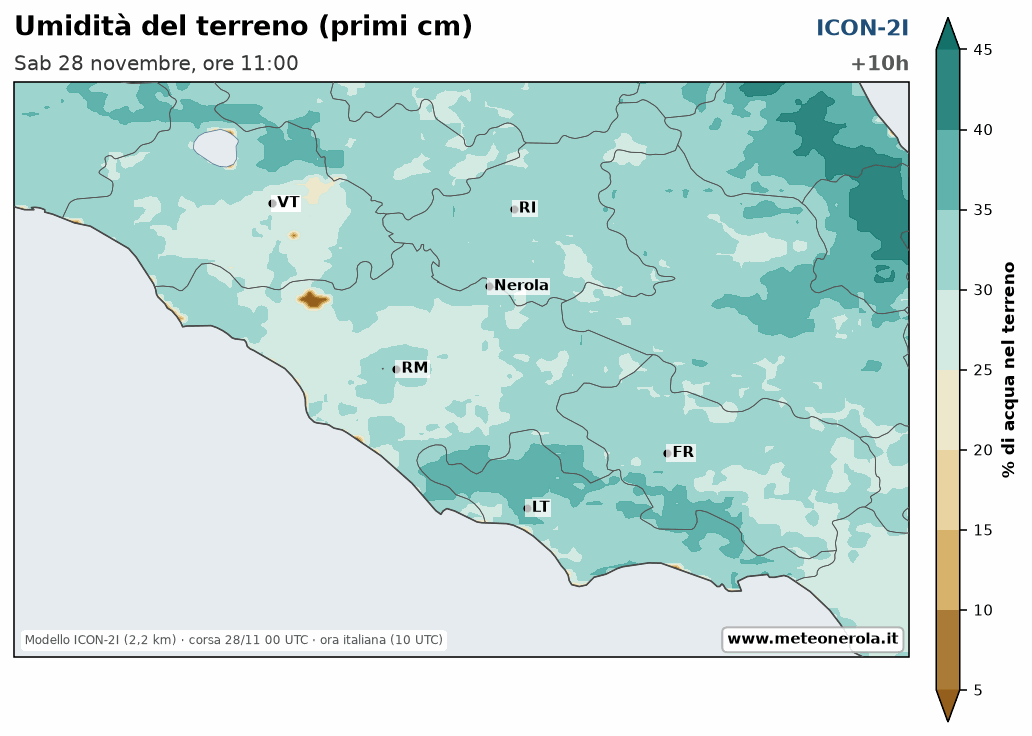 Umidità del terreno (primi cm)
ICON-2I
Sab 28 novembre, ore 11:00
+10h
VT
RI
Nerola
RM
FR
LT
Modello ICON-2I (2,2 km) · corsa 28/11 00 UTC · ora italiana (10 UTC)
www.meteonerola.it
45
40
35
30
25
20
15
10
5
% di acqua nel terreno